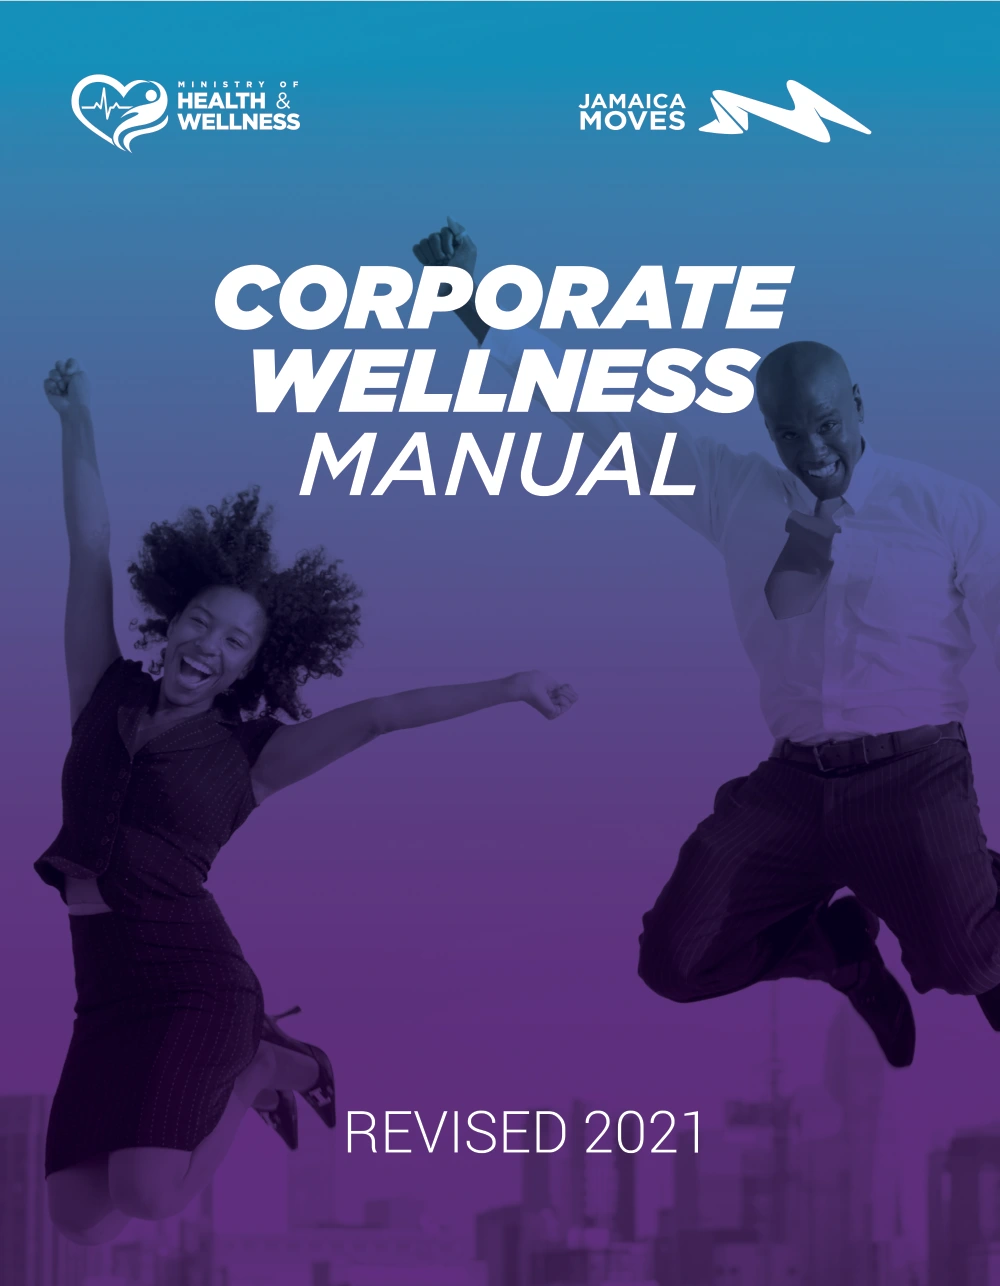 MINISTRY OF
HEALTH &
WELLNESS
JAMAICA
MOVES
CORPORATE
WELLNESS
MANUAL
REVISED 2021